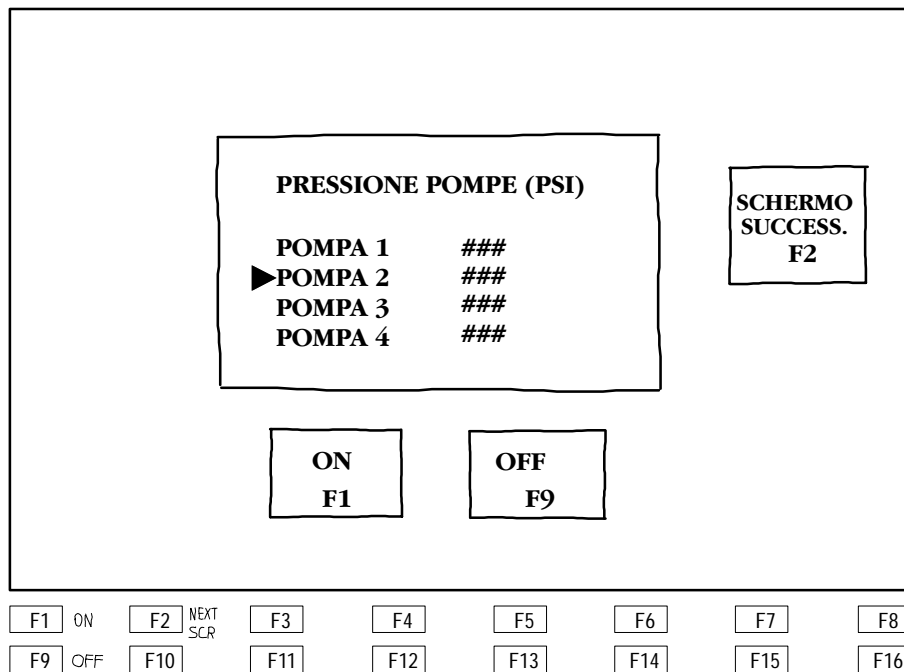 PRESSIONE POMPE (PSI)
POMPA 1 ###
POMPA 2 ###
POMPA 3 ###
POMPA 4 ###
SCHERMO
SUCCESS.
F2
ON
F1
OFF
F9
F1 ON F2 NEXT SCR F3 F4 F5 F6 F7 F8
F9 OFF F10 F11 F12 F13 F14 F15 F16